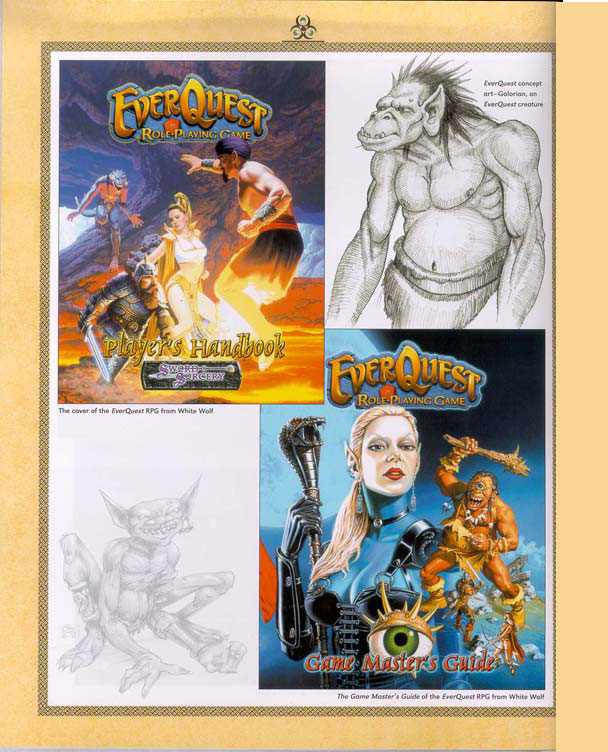 EverQuest
Role-Playing Game
EverQuest concept
art—Galorian, an
EverQuest creature
Player's Handbook
Sword
Sorcery
The cover of the EverQuest RPG from White Wolf
EverQuest
Role-Playing Game
Game Master's Guide
The Game Master's Guide of the EverQuest RPG from White Wolf